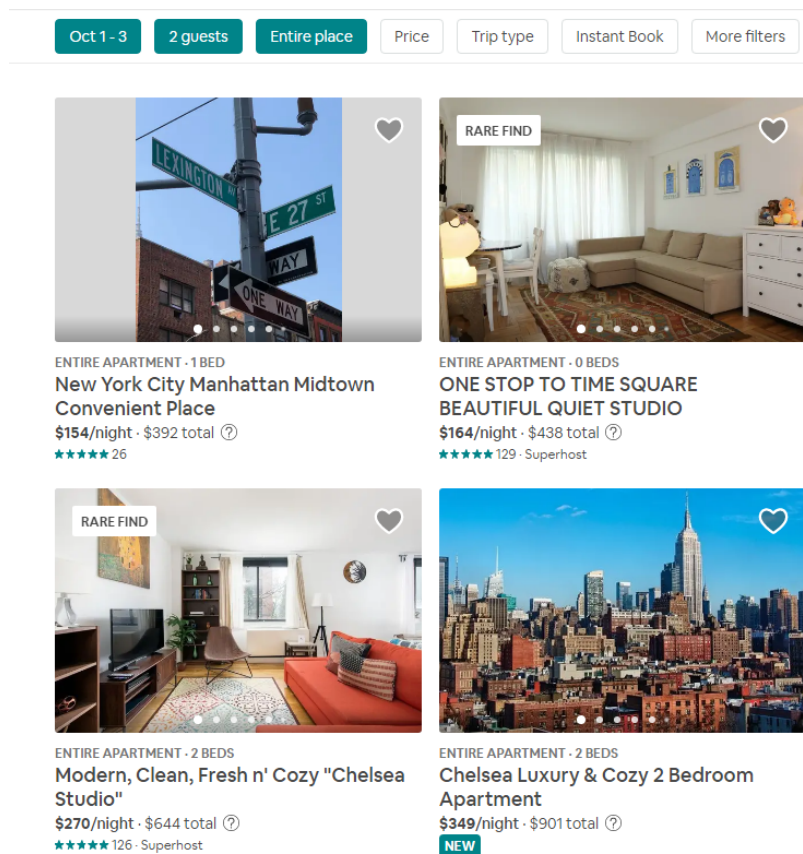 Oct 1 - 3
2 guests
Entire place
Price
Trip type
Instant Book
More filters
LEXINGTON AV
E 27 ST
WAY
ONE WAY
RARE FIND
ENTIRE APARTMENT · 1 BED
New York City Manhattan Midtown
Convenient Place
$154/night · $392 total ?
26
ENTIRE APARTMENT · 0 BEDS
ONE STOP TO TIME SQUARE
BEAUTIFUL QUIET STUDIO
$164/night · $438 total ?
129 · Superhost
RARE FIND
ENTIRE APARTMENT · 2 BEDS
Modern, Clean, Fresh n' Cozy "Chelsea
Studio"
$270/night · $644 total ?
126 · Superhost
ENTIRE APARTMENT · 2 BEDS
Chelsea Luxury & Cozy 2 Bedroom
Apartment
$349/night · $901 total ?
NEW